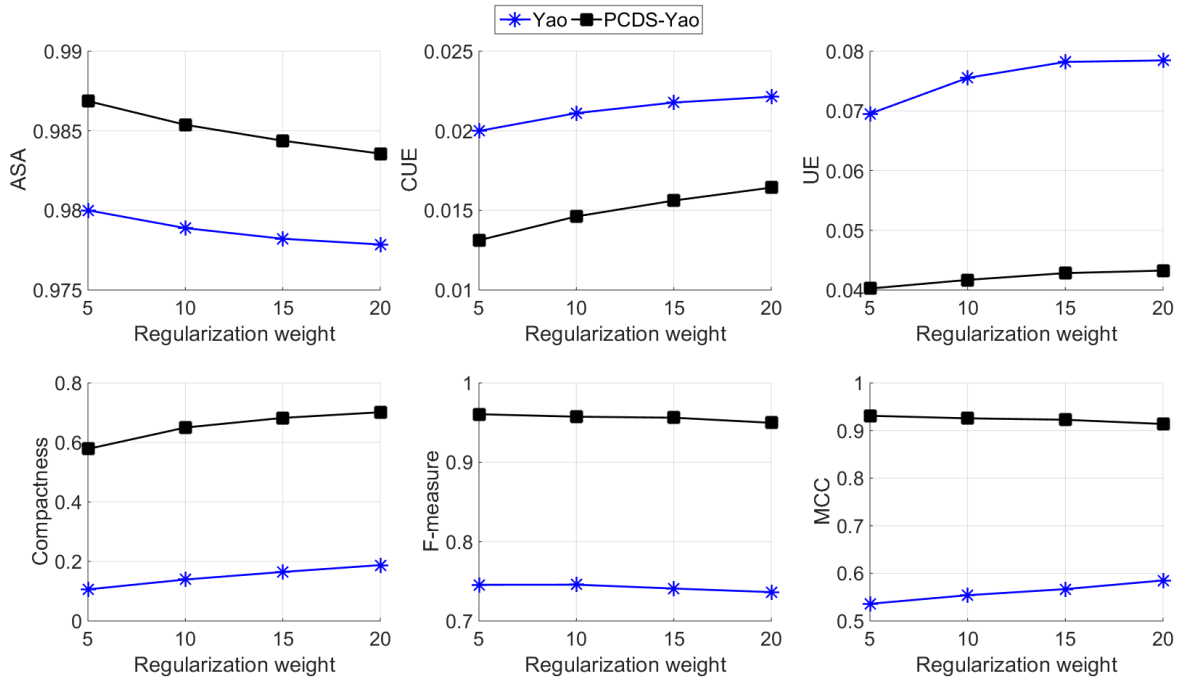 Yao PCDS-Yao
0.99
0.985
0.98
0.975
ASA
5 10 15 20
Regularization weight
0.025
0.02
0.015
0.01
CUE
5 10 15 20
Regularization weight
0.08
0.07
0.06
0.05
0.04
UE
5 10 15 20
Regularization weight
0.8
0.6
0.4
0.2
0
Compactness
5 10 15 20
Regularization weight
1
0.9
0.8
0.7
F-measure
5 10 15 20
Regularization weight
1
0.9
0.8
0.7
0.6
0.5
MCC
5 10 15 20
Regularization weight